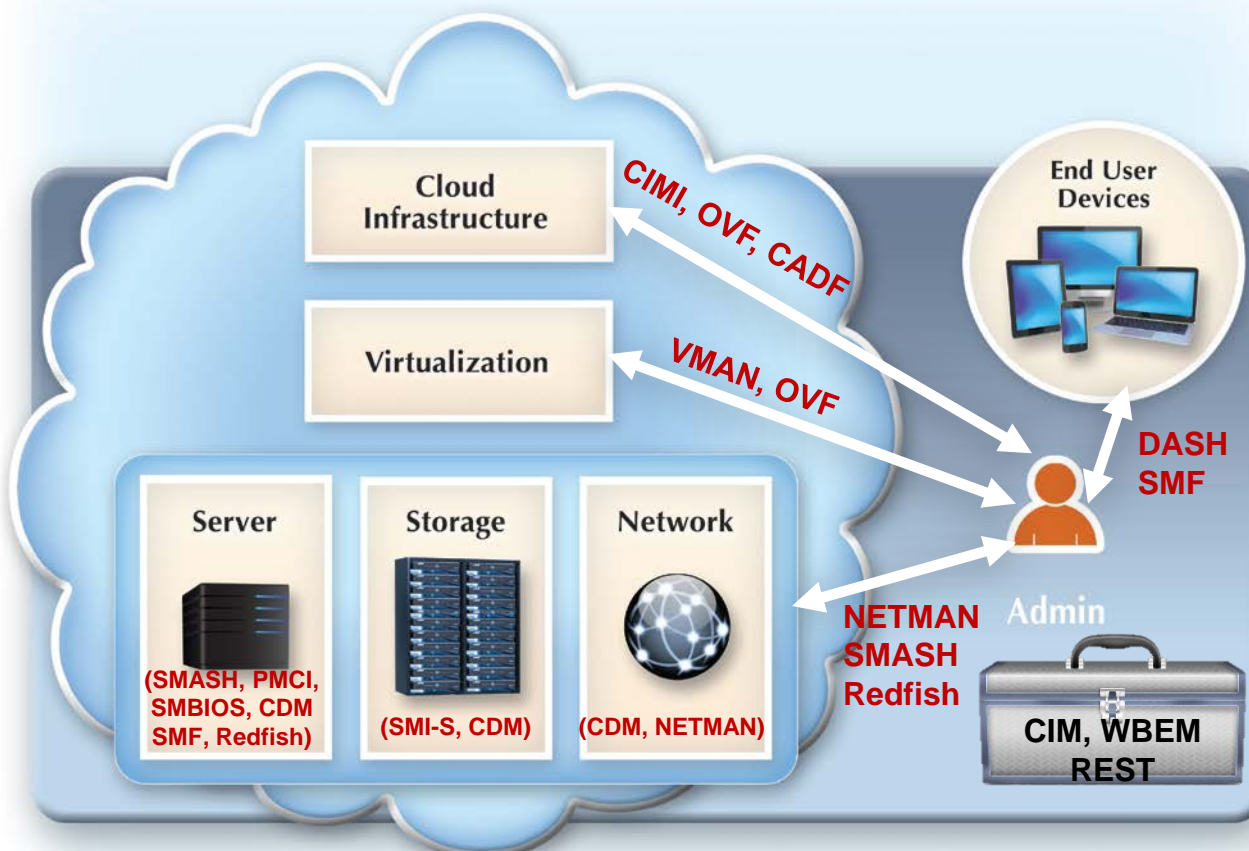 Cloud
Infrastructure
CIMI, OVF, CADF
End User
Devices
Virtualization
VMAN, OVF
DASH
SMF
Server
(SMASH, PMCI,
SMBIOS, CDM
SMF, Redfish)
Storage
(SMI-S, CDM)
Network
(CDM, NETMAN)
NETMAN
SMASH
Redfish
Admin
CIM, WBEM
REST